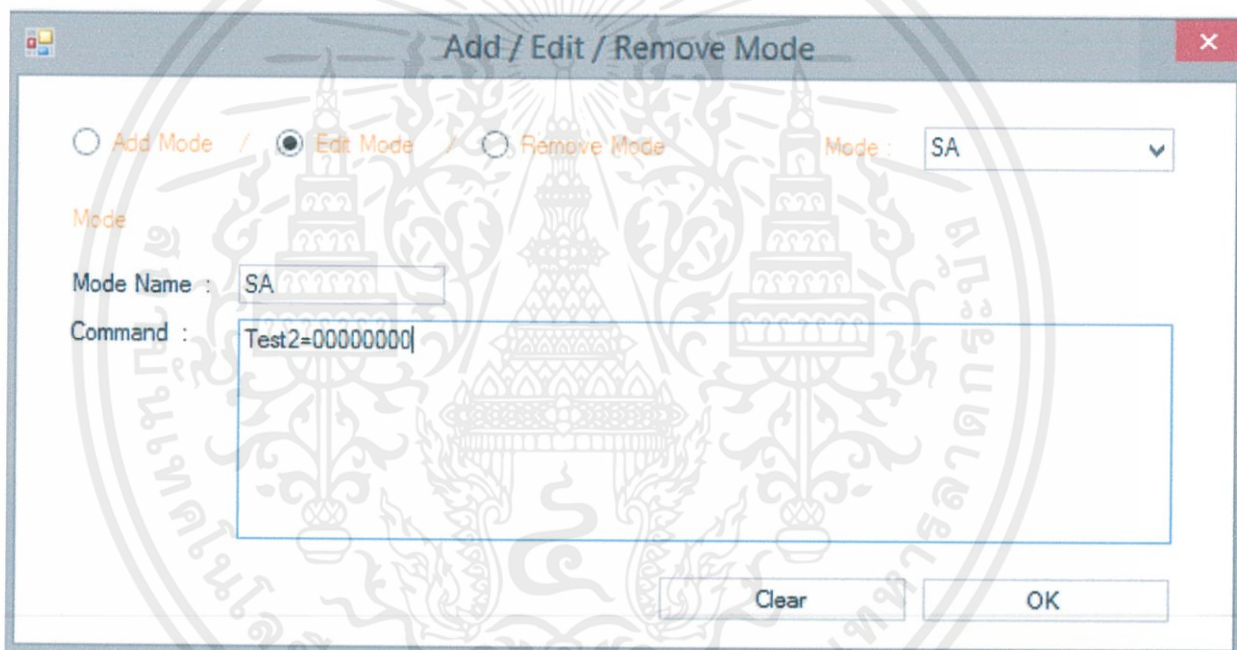 Add / Edit / Remove Mode
Add Mode / Edit Mode / Remove Mode Mode : SA
Mode
Mode Name : SA
Command : Test2=00000000
Clear OK